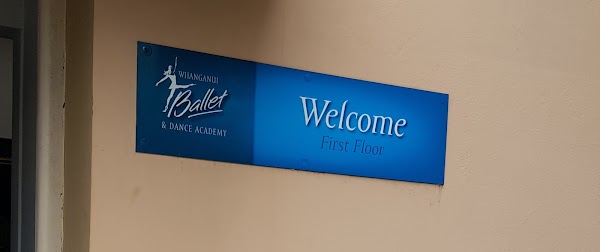 WHANGANUI
Ballet
& DANCE ACADEMY
Welcome
First Floor